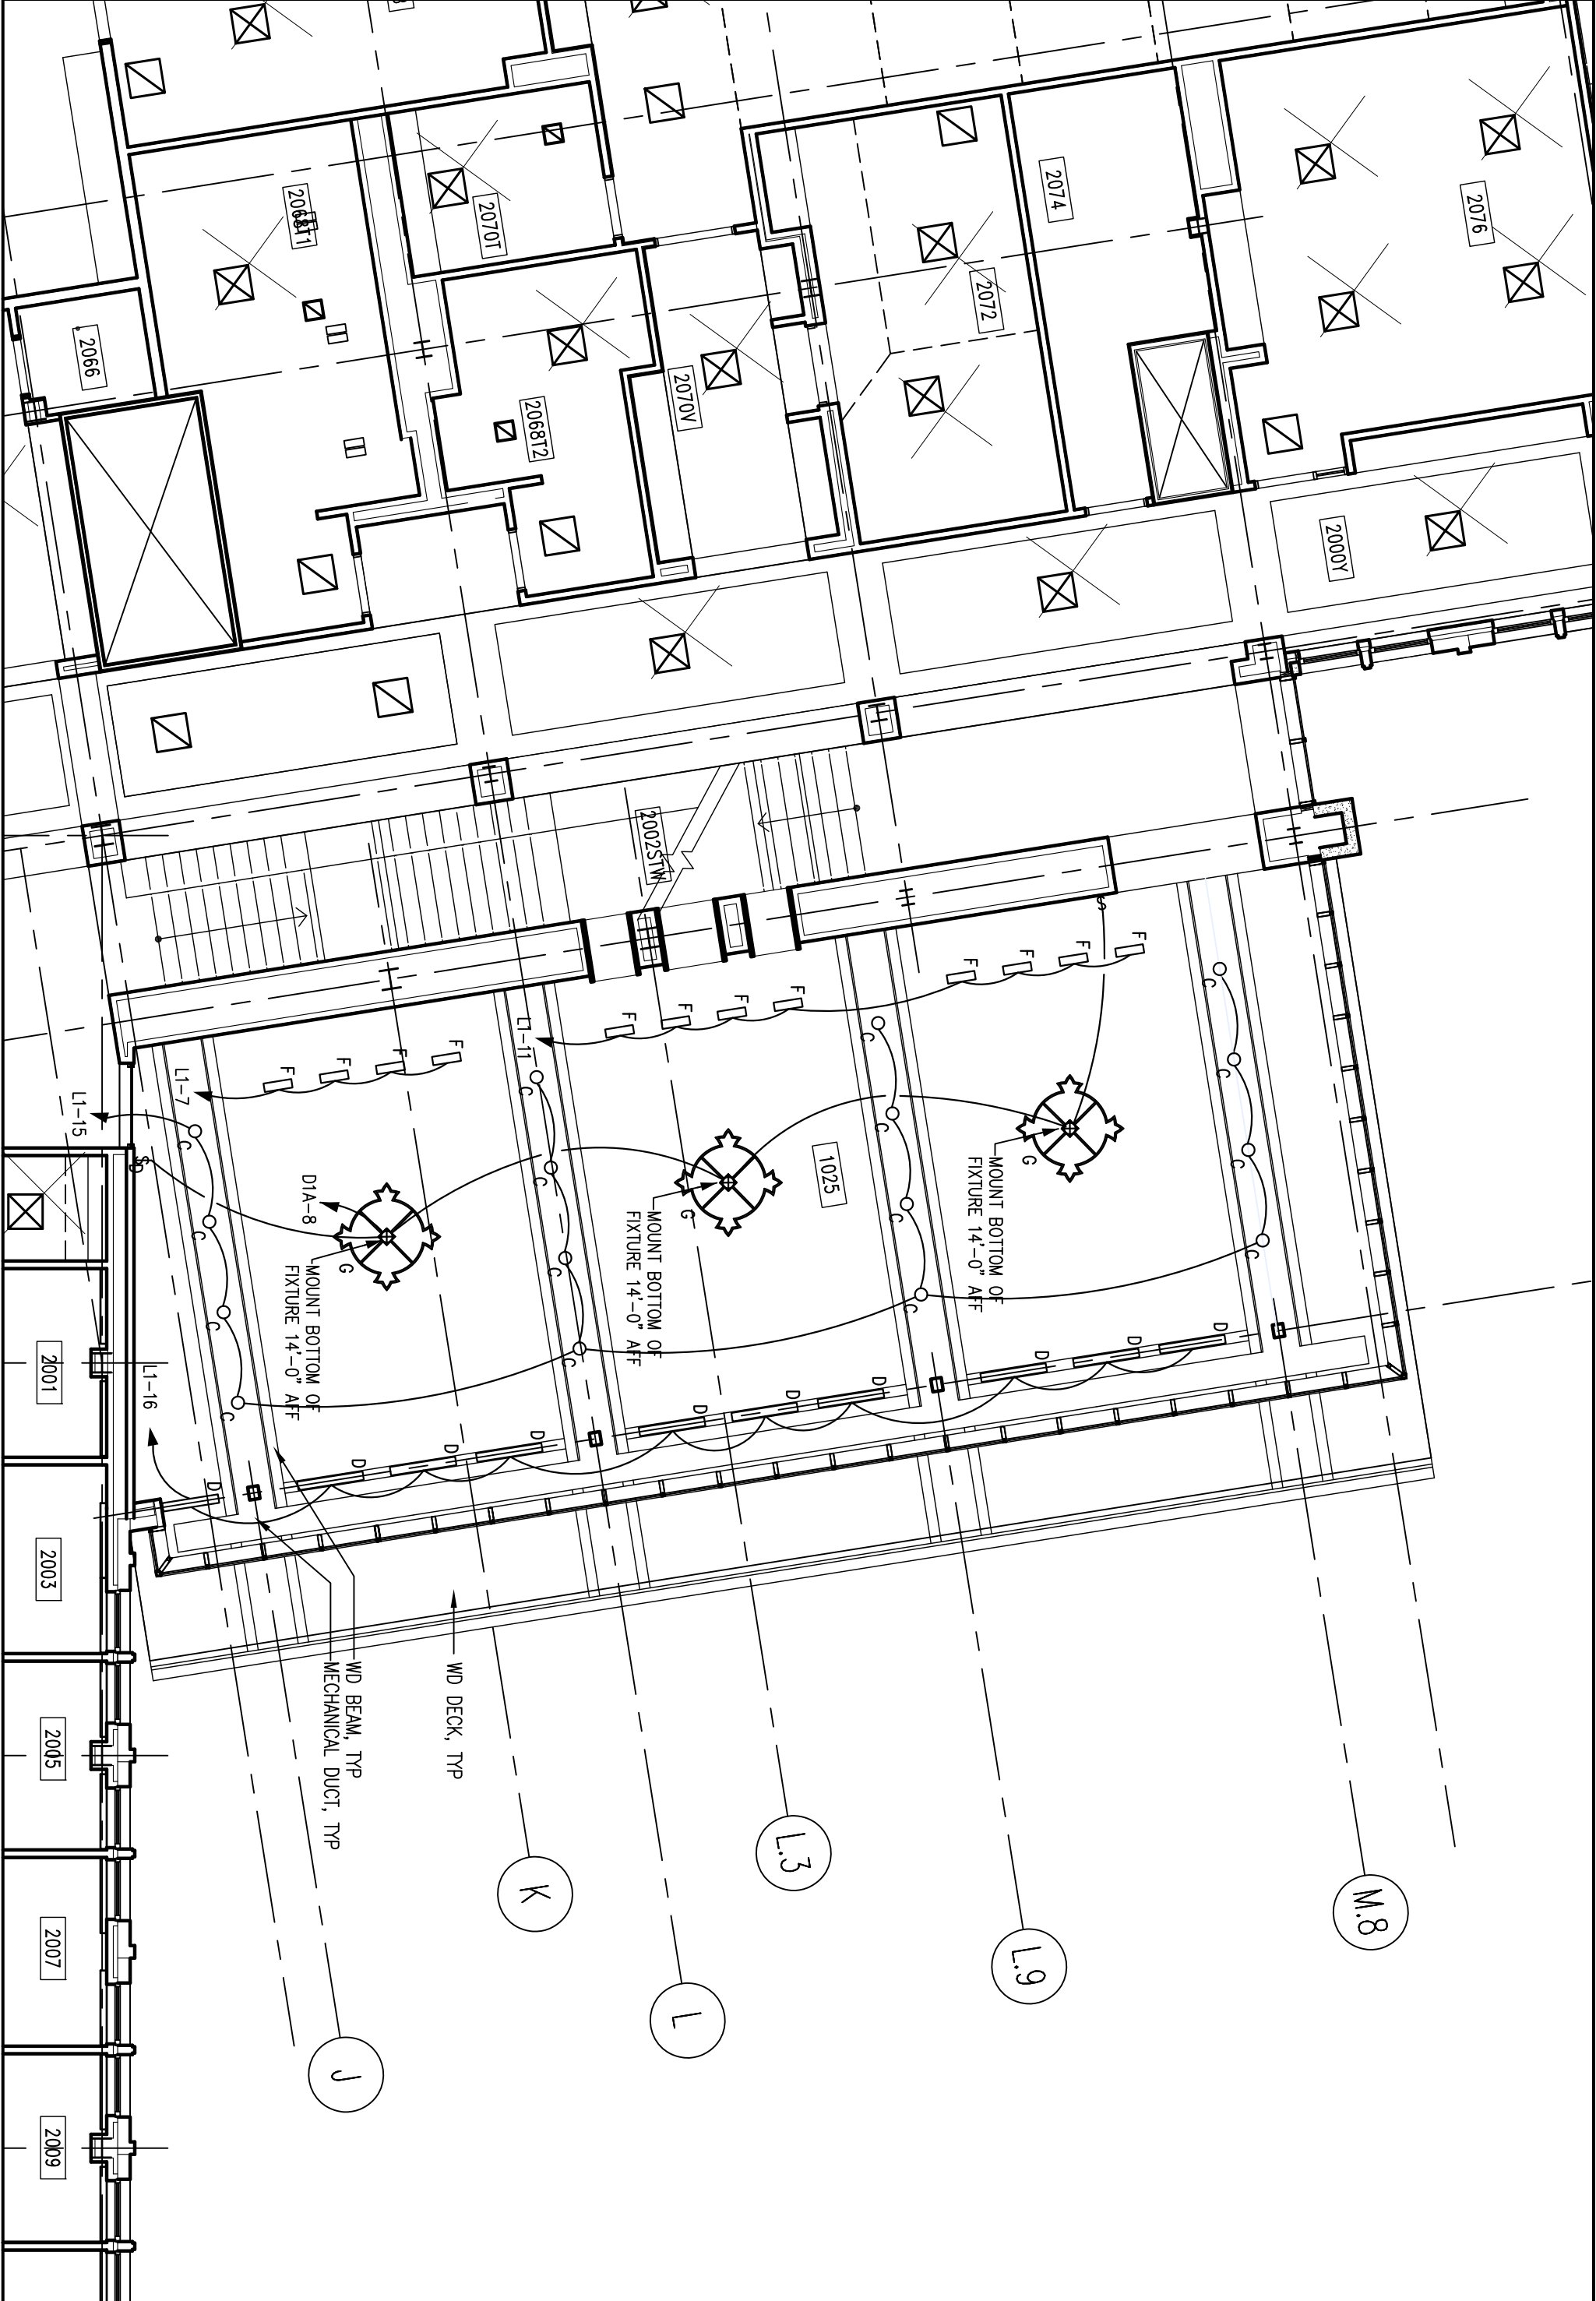 2076
2074
2072
2070T
2068T1
2066
2070V
2068T2
2000Y
2002STW
S
F
F
F
F
C
C
C
C
F
F
F
F
L1-11
C
C
C
C
G
MOUNT BOTTOM OF
FIXTURE 14'-0" AFF
1025
F
F
F
F
L1-7
C
C
C
C
G
MOUNT BOTTOM OF
FIXTURE 14'-0" AFF
L1-15
C
C
C
C
D1A-8
G
MOUNT BOTTOM OF
FIXTURE 14'-0" AFF
D
D
D
D
D
D
D
D
D
D
L1-16
WD DECK, TYP
WD BEAM, TYP
MECHANICAL DUCT, TYP
M.8
L.9
L.3
L
K
J
2001
2003
2005
2007
2009